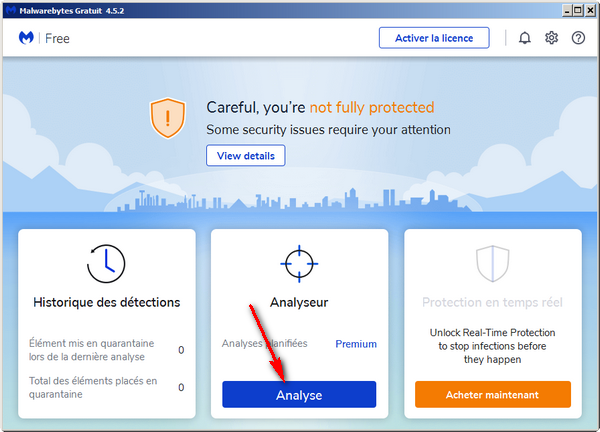 Malwarebytes Gratuit 4.5.2
Free
Activer la licence
Careful, you're not fully protected
Some security issues require your attention
View details
Historique des détections
Élément mis en quarantaine
lors de la dernière analyse
0
Total des éléments placés en
quarantaine
0
Analyseur
Analyses planifiées
Premium
Analyse
Protection en temps réel
Unlock Real-Time Protection
to stop infections before
they happen
Acheter maintenant